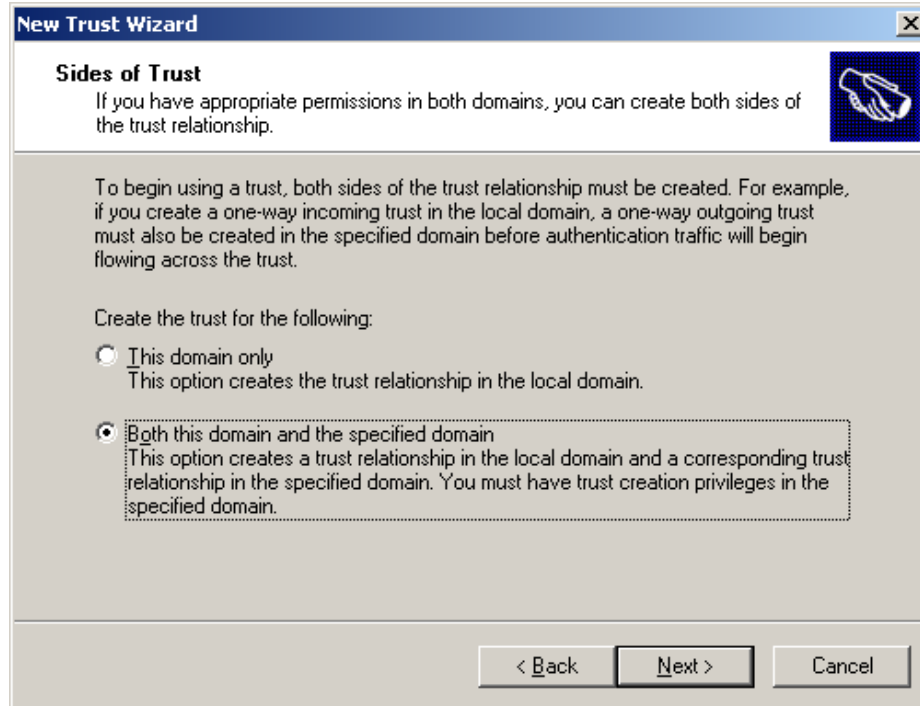 New Trust Wizard
Sides of Trust
If you have appropriate permissions in both domains, you can create both sides of
the trust relationship.
To begin using a trust, both sides of the trust relationship must be created. For example,
if you create a one-way incoming trust in the local domain, a one-way outgoing trust
must also be created in the specified domain before authentication traffic will begin
flowing across the trust.
Create the trust for the following:
This domain only
This option creates the trust relationship in the local domain.
Both this domain and the specified domain
This option creates a trust relationship in the local domain and a corresponding trust
relationship in the specified domain. You must have trust creation privileges in the
specified domain.
< Back
Next >
Cancel